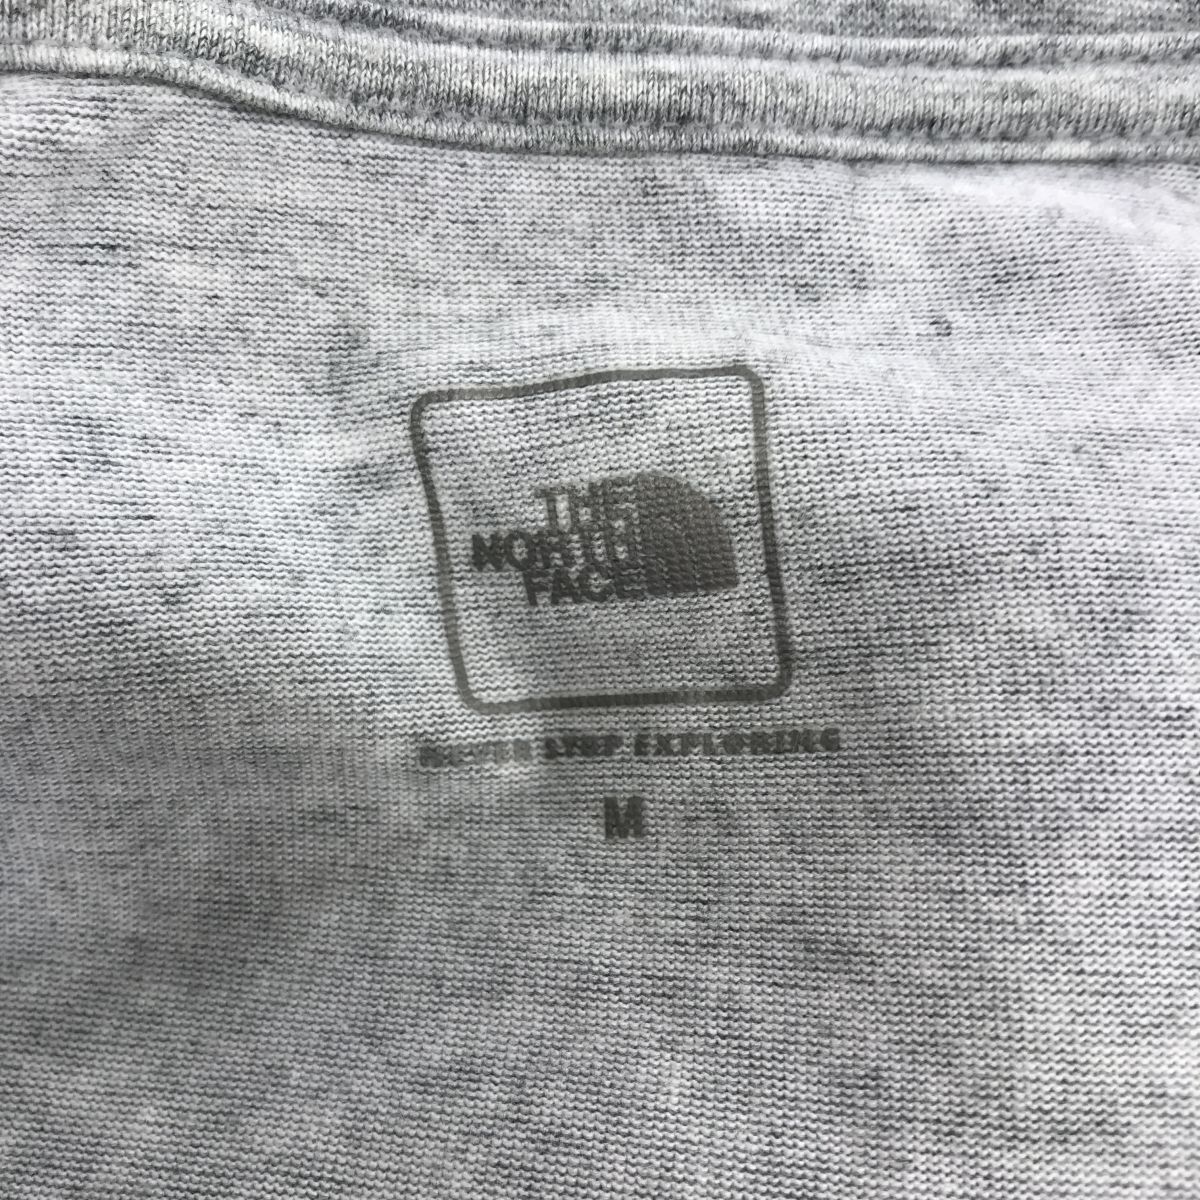 THE
NORTH
FACE
NEVER STOP EXPLORING
M